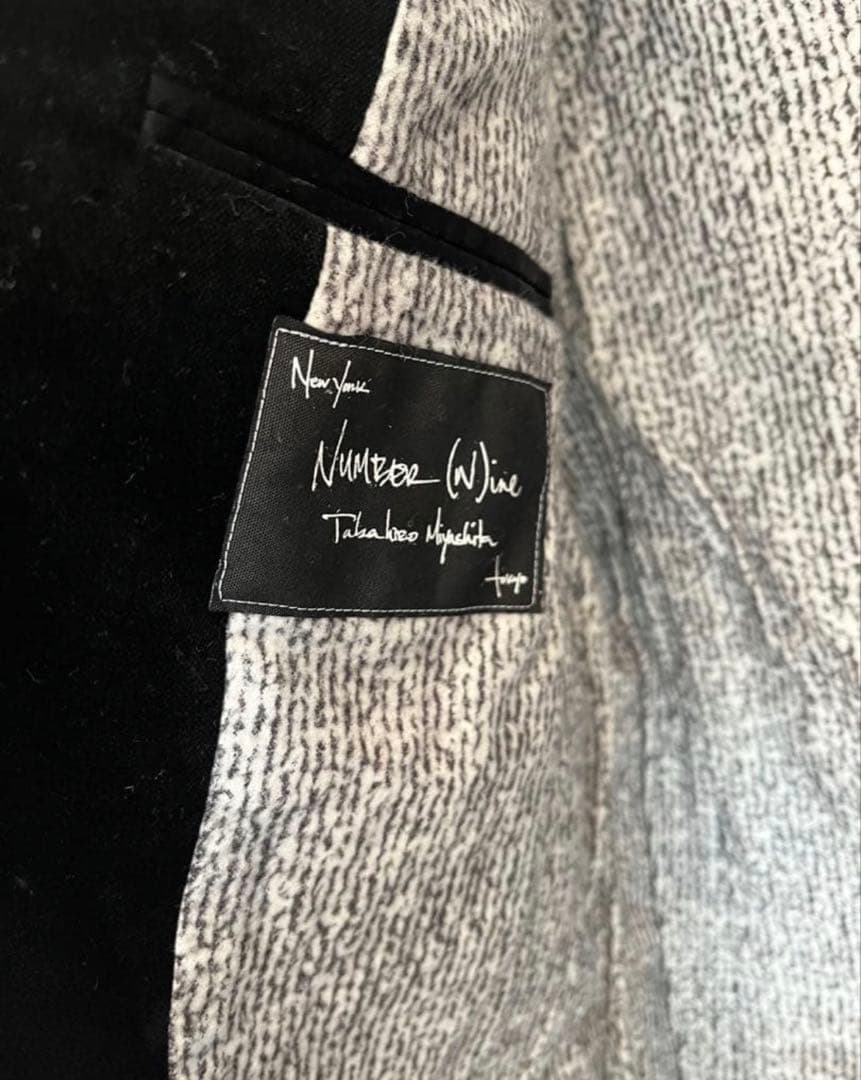 New York
NUMBER (N)ine
Takahiro Miyashita
tokyo